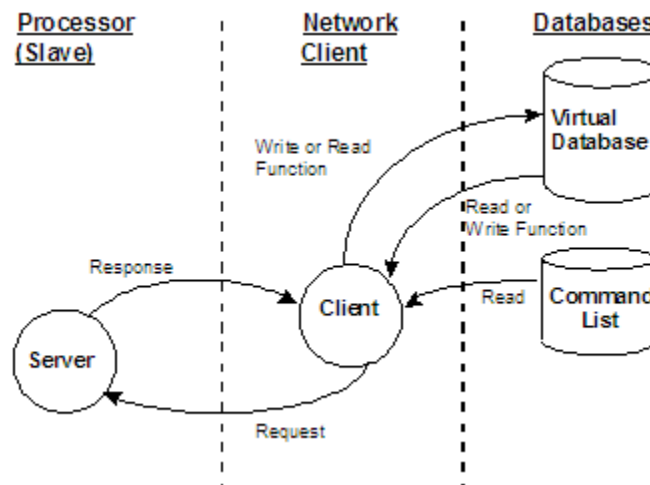 Processor
(Slave)
Network
Client
Databases
Virtual
Database
Write or Read
Function
Read or
Write Function
Response
Client
Read
Command
List
Server
Request